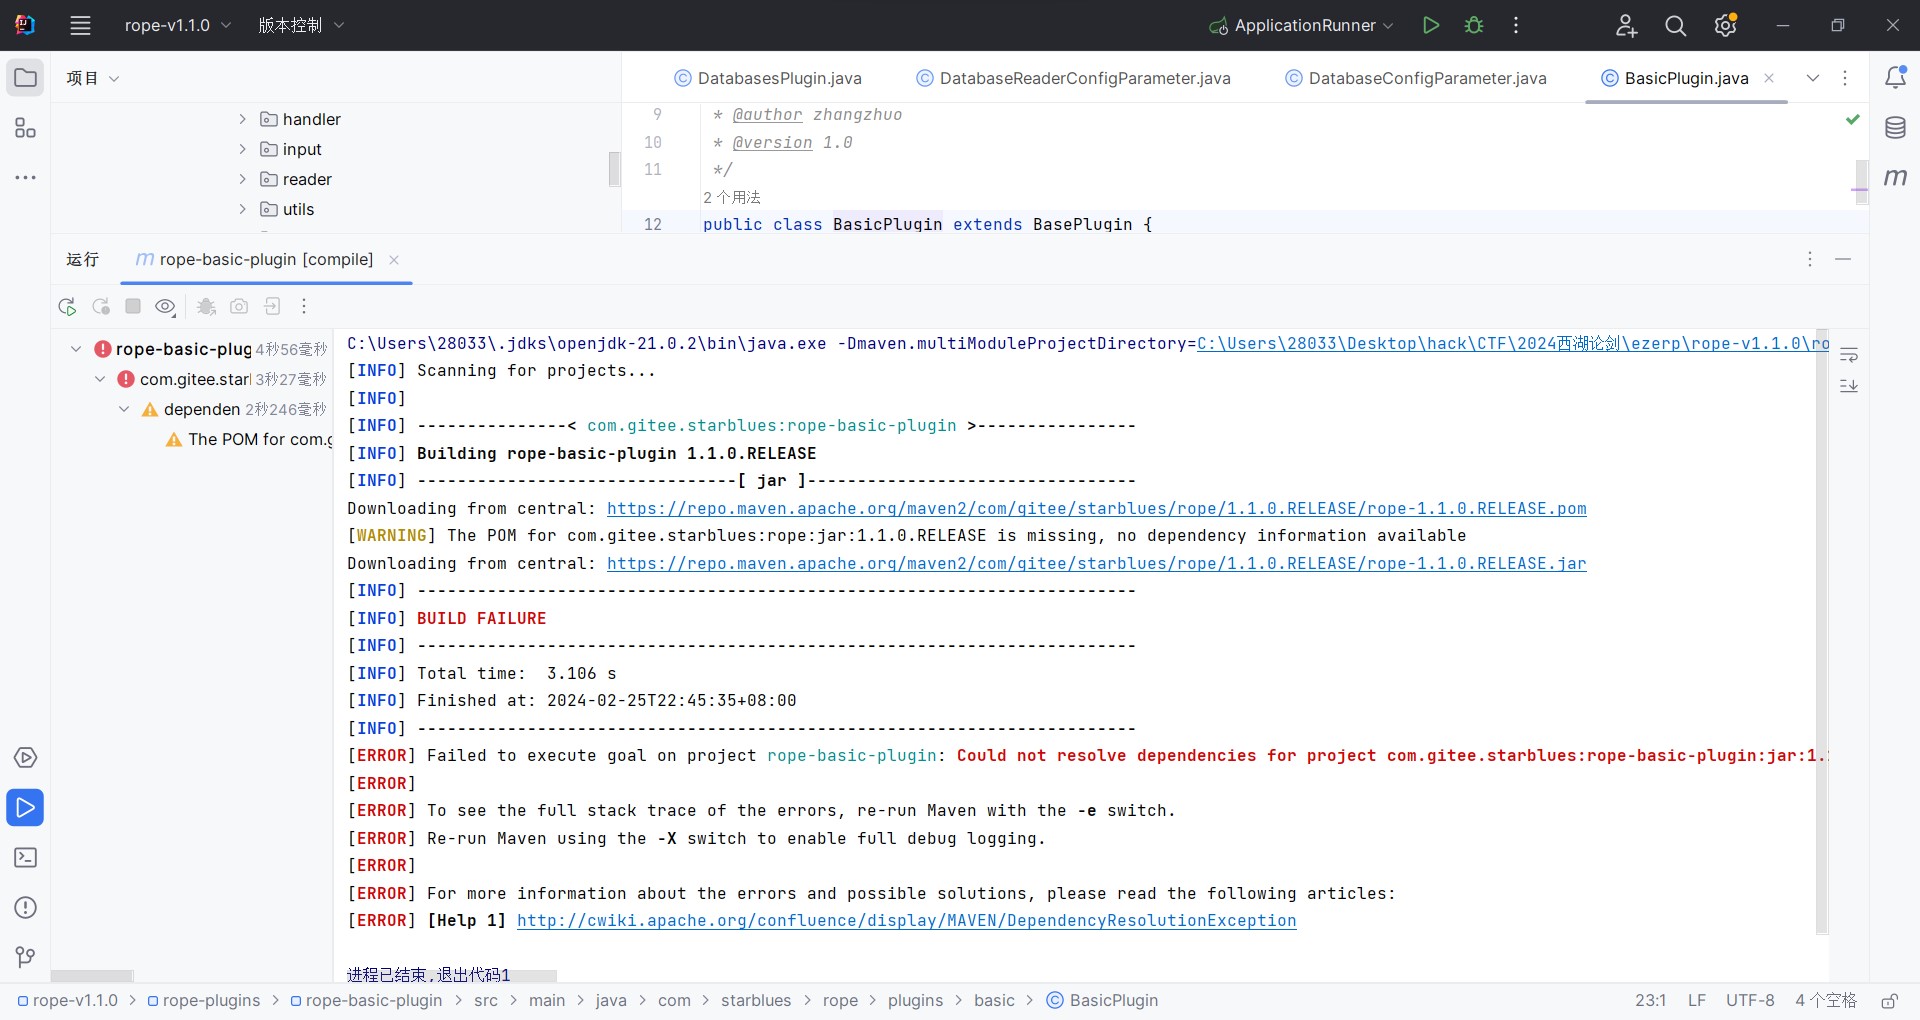 rope-v1.1.0 版本控制 ApplicationRunner
项目
DatabasesPlugin.java DatabaseReaderConfigParameter.java DatabaseConfigParameter.java BasicPlugin.java
handler
input
reader
utils
9 * @author zhangzhuo
10 * @version 1.0
11 */
2 个用法
12 public class BasicPlugin extends BasePlugin {
运行 rope-basic-plugin [compile]
rope-basic-plug 4秒56毫秒
com.gitee.starl 3秒27毫秒
dependen 2秒246毫秒
The POM for com.g
C:\Users\28033\.jdks\openjdk-21.0.2\bin\java.exe -Dmaven.multiModuleProjectDirectory=C:\Users\28033\Desktop\hack\CTF\2024西湖论剑\ezerp\rope-v1.1.0\ro
[INFO] Scanning for projects...
[INFO]
[INFO] ---------------< com.gitee.starblues:rope-basic-plugin >----------------
[INFO] Building rope-basic-plugin 1.1.0.RELEASE
[INFO] --------------------------------[ jar ]---------------------------------
Downloading from central: https://repo.maven.apache.org/maven2/com/gitee/starblues/rope/1.1.0.RELEASE/rope-1.1.0.RELEASE.pom
[WARNING] The POM for com.gitee.starblues:rope:jar:1.1.0.RELEASE is missing, no dependency information available
Downloading from central: https://repo.maven.apache.org/maven2/com/gitee/starblues/rope/1.1.0.RELEASE/rope-1.1.0.RELEASE.jar
[INFO] ------------------------------------------------------------------------
[INFO] BUILD FAILURE
[INFO] ------------------------------------------------------------------------
[INFO] Total time:  3.106 s
[INFO] Finished at: 2024-02-25T22:45:35+08:00
[INFO] ------------------------------------------------------------------------
[ERROR] Failed to execute goal on project rope-basic-plugin: Could not resolve dependencies for project com.gitee.starblues:rope-basic-plugin:jar:1.
[ERROR]
[ERROR] To see the full stack trace of the errors, re-run Maven with the -e switch.
[ERROR] Re-run Maven using the -X switch to enable full debug logging.
[ERROR]
[ERROR] For more information about the errors and possible solutions, please read the following articles:
[ERROR] [Help 1] http://cwiki.apache.org/confluence/display/MAVEN/DependencyResolutionException
进程已结束,退出代码1
rope-v1.1.0 > rope-plugins > rope-basic-plugin > src > main > java > com > starblues > rope > plugins > basic > BasicPlugin 23:1 LF UTF-8 4 个空格